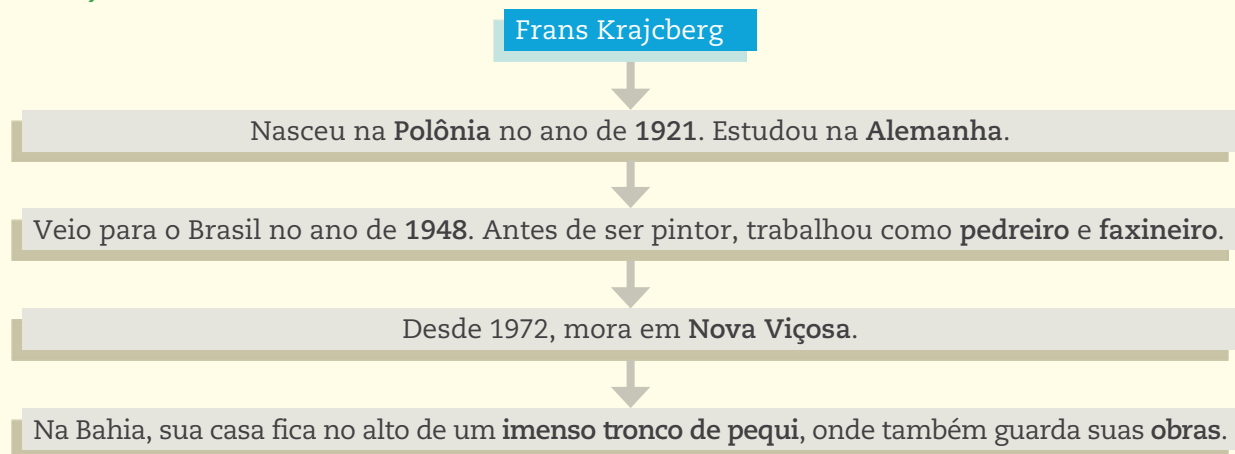 Frans Krajcberg
Nasceu na Polônia no ano de 1921. Estudou na Alemanha.
Veio para o Brasil no ano de 1948. Antes de ser pintor, trabalhou como pedreiro e faxineiro.
Desde 1972, mora em Nova Viçosa.
Na Bahia, sua casa fica no alto de um imenso tronco de pequi, onde também guarda suas obras.